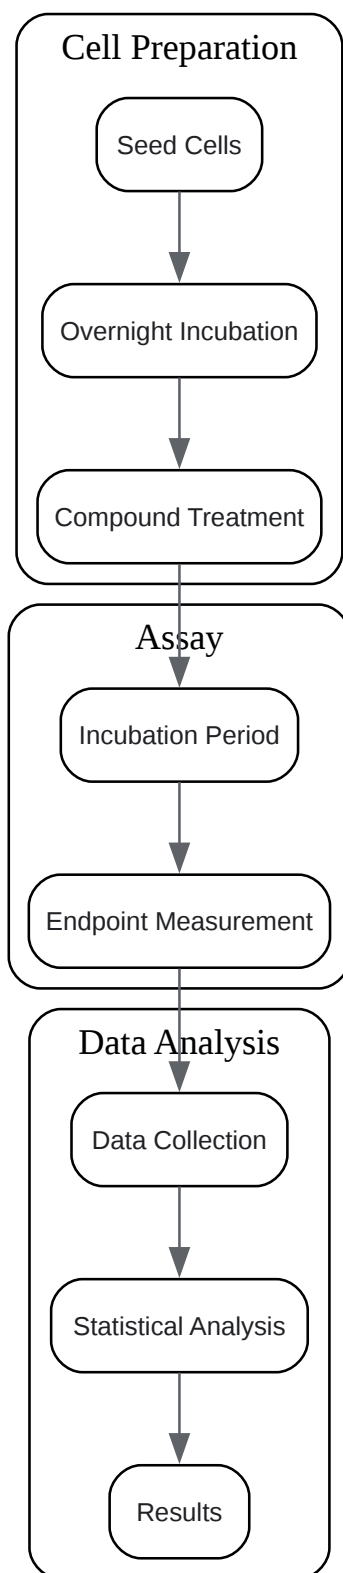 Cell Preparation
Seed Cells
Overnight Incubation
Compound Treatment
Assay
Incubation Period
Endpoint Measurement
Data Analysis
Data Collection
Statistical Analysis
Results